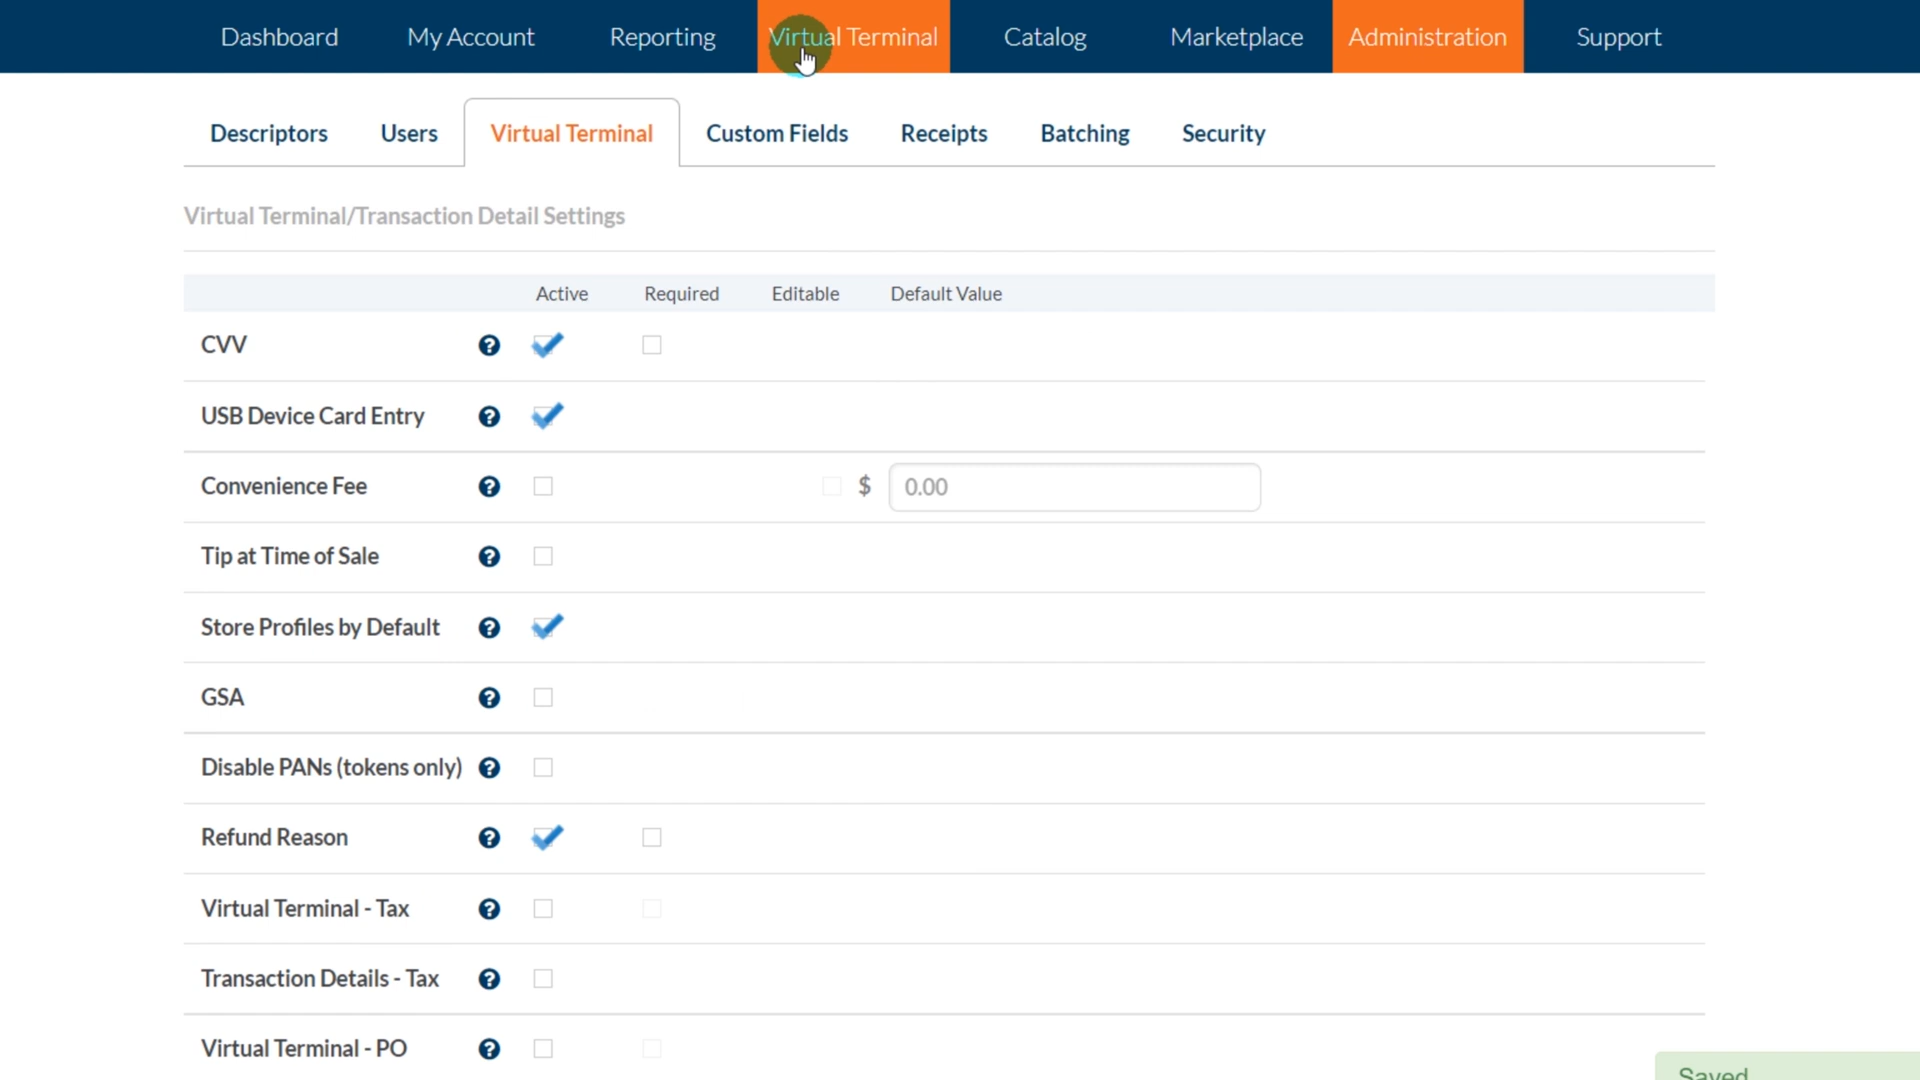 Dashboard My Account Reporting Virtual Terminal Catalog Marketplace Administration Support
Descriptors Users Virtual Terminal Custom Fields Receipts Batching Security
Virtual Terminal/Transaction Detail Settings
Active Required Editable Default Value
CVV ?
USB Device Card Entry ?
Convenience Fee ? $ 0.00
Tip at Time of Sale ?
Store Profiles by Default ?
GSA ?
Disable PANs (tokens only) ?
Refund Reason ?
Virtual Terminal - Tax ?
Transaction Details - Tax ?
Virtual Terminal - PO ?
Saved